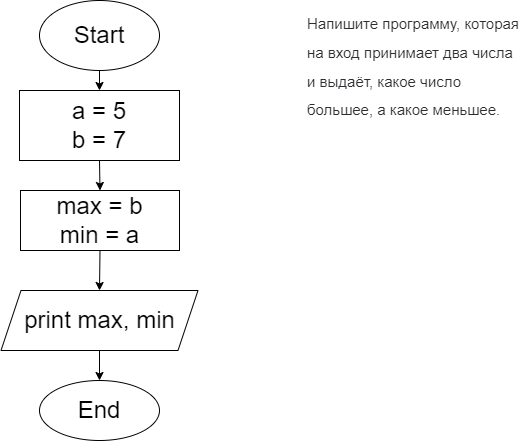 Start
a = 5
b = 7
max = b
min = a
print max, min
End
Напишите программу, которая
на вход принимает два числа
и выдаёт, какое число
большее, а какое меньшее.